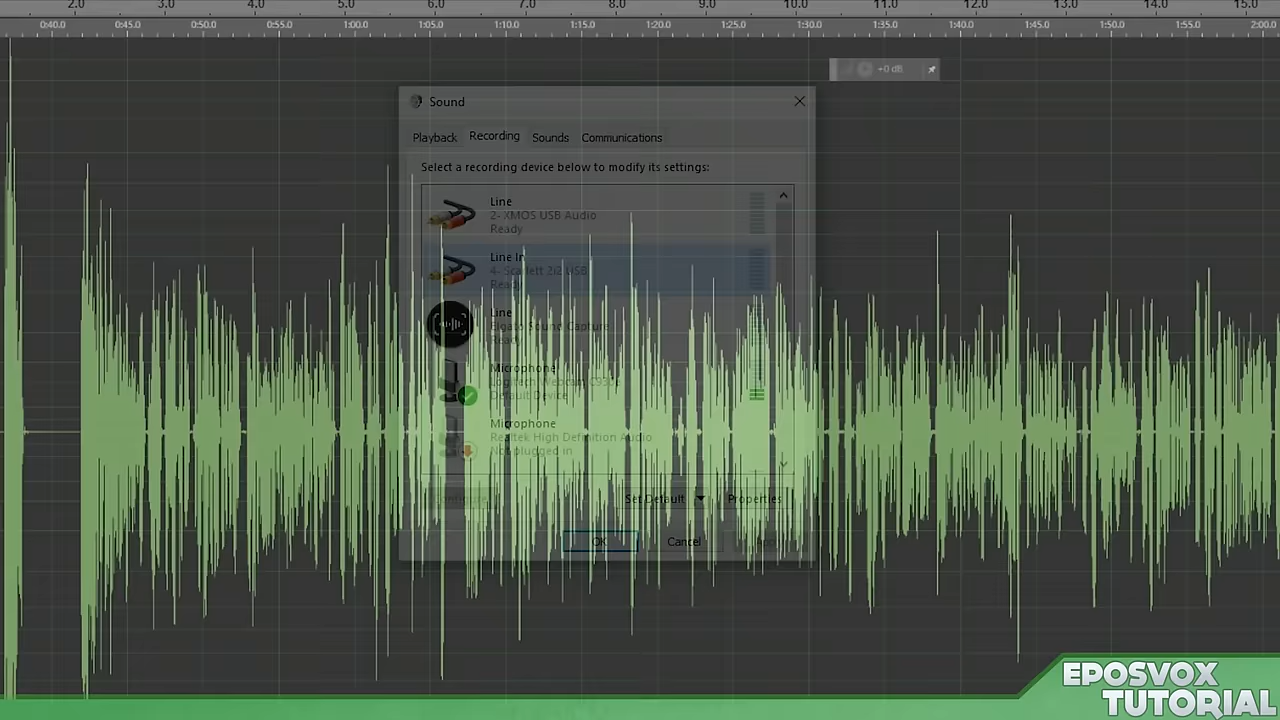 2.0 3.0 4.0 5.0 6.0 7.0 8.0 9.0 10.0 11.0 12.0 13.0 14.0 15.0
0:40.0 0:45.0 0:50.0 0:55.0 1:00.0 1:05.0 1:10.0 1:15.0 1:20.0 1:25.0 1:30.0 1:35.0 1:40.0 1:45.0 1:50.0 1:55.0 2:00.0
+0 dB
Sound
Playback Recording Sounds Communications
Select a recording device below to modify its settings:
Line
2- XMOS USB Audio
Ready
Line In
4- Scarlett 2i2 USB
Ready
Line
Elgato Sound Capture
Ready
Microphone
Logitech Webcam
Default Device
Microphone
Realtek High Definition Audio
Not plugged in
Configure Set Default Properties
OK Cancel
EPOSVOX
TUTORIAL